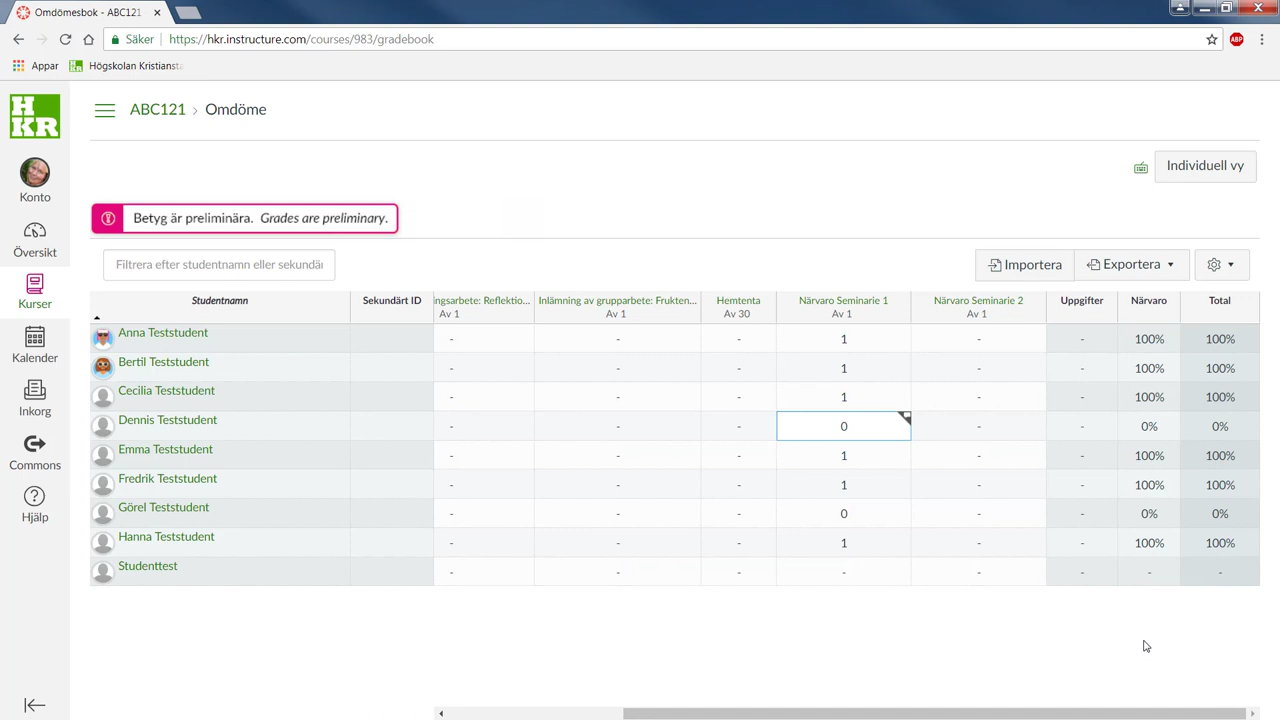 Omdömesbok - ABC121
Säker https://hkr.instructure.com/courses/983/gradebook
ABP
Appar Högskolan Kristiansta
HKR
ABC121 > Omdöme
Konto
Översikt
Kurser
Kalender
Inkorg
Commons
Hjälp
Individuell vy
Betyg är preliminära. Grades are preliminary.
Filtrera efter studentnamn eller sekundär
Importera Exportera
Studentnamn Sekundärt ID ingsarbete: Reflektio... Inlämning av grupparbete: Frukten... Hemtenta Närvaro Seminarie 1 Närvaro Seminarie 2 Uppgifter Närvaro Total
Av 1 Av 1 Av 30 Av 1 Av 1
Anna Teststudent - - - 1 - - 100% 100%
Bertil Teststudent - - - 1 - - 100% 100%
Cecilia Teststudent - - - 1 - - 100% 100%
Dennis Teststudent - - - 0 - - 0% 0%
Emma Teststudent - - - 1 - - 100% 100%
Fredrik Teststudent - - - 1 - - 100% 100%
Görel Teststudent - - - 0 - - 0% 0%
Hanna Teststudent - - - 1 - - 100% 100%
Studenttest - - - - - - - -